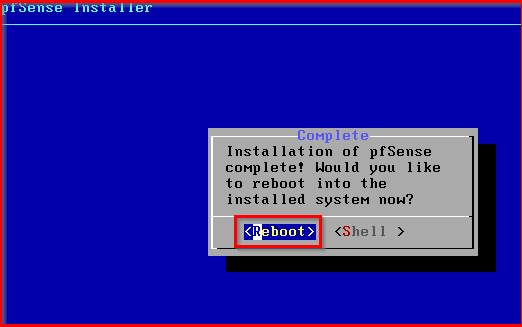 pfSense Installer
Complete
Installation of pfSense
complete! Would you like
to reboot into the
installed system now?
<Reboot> <Shell >